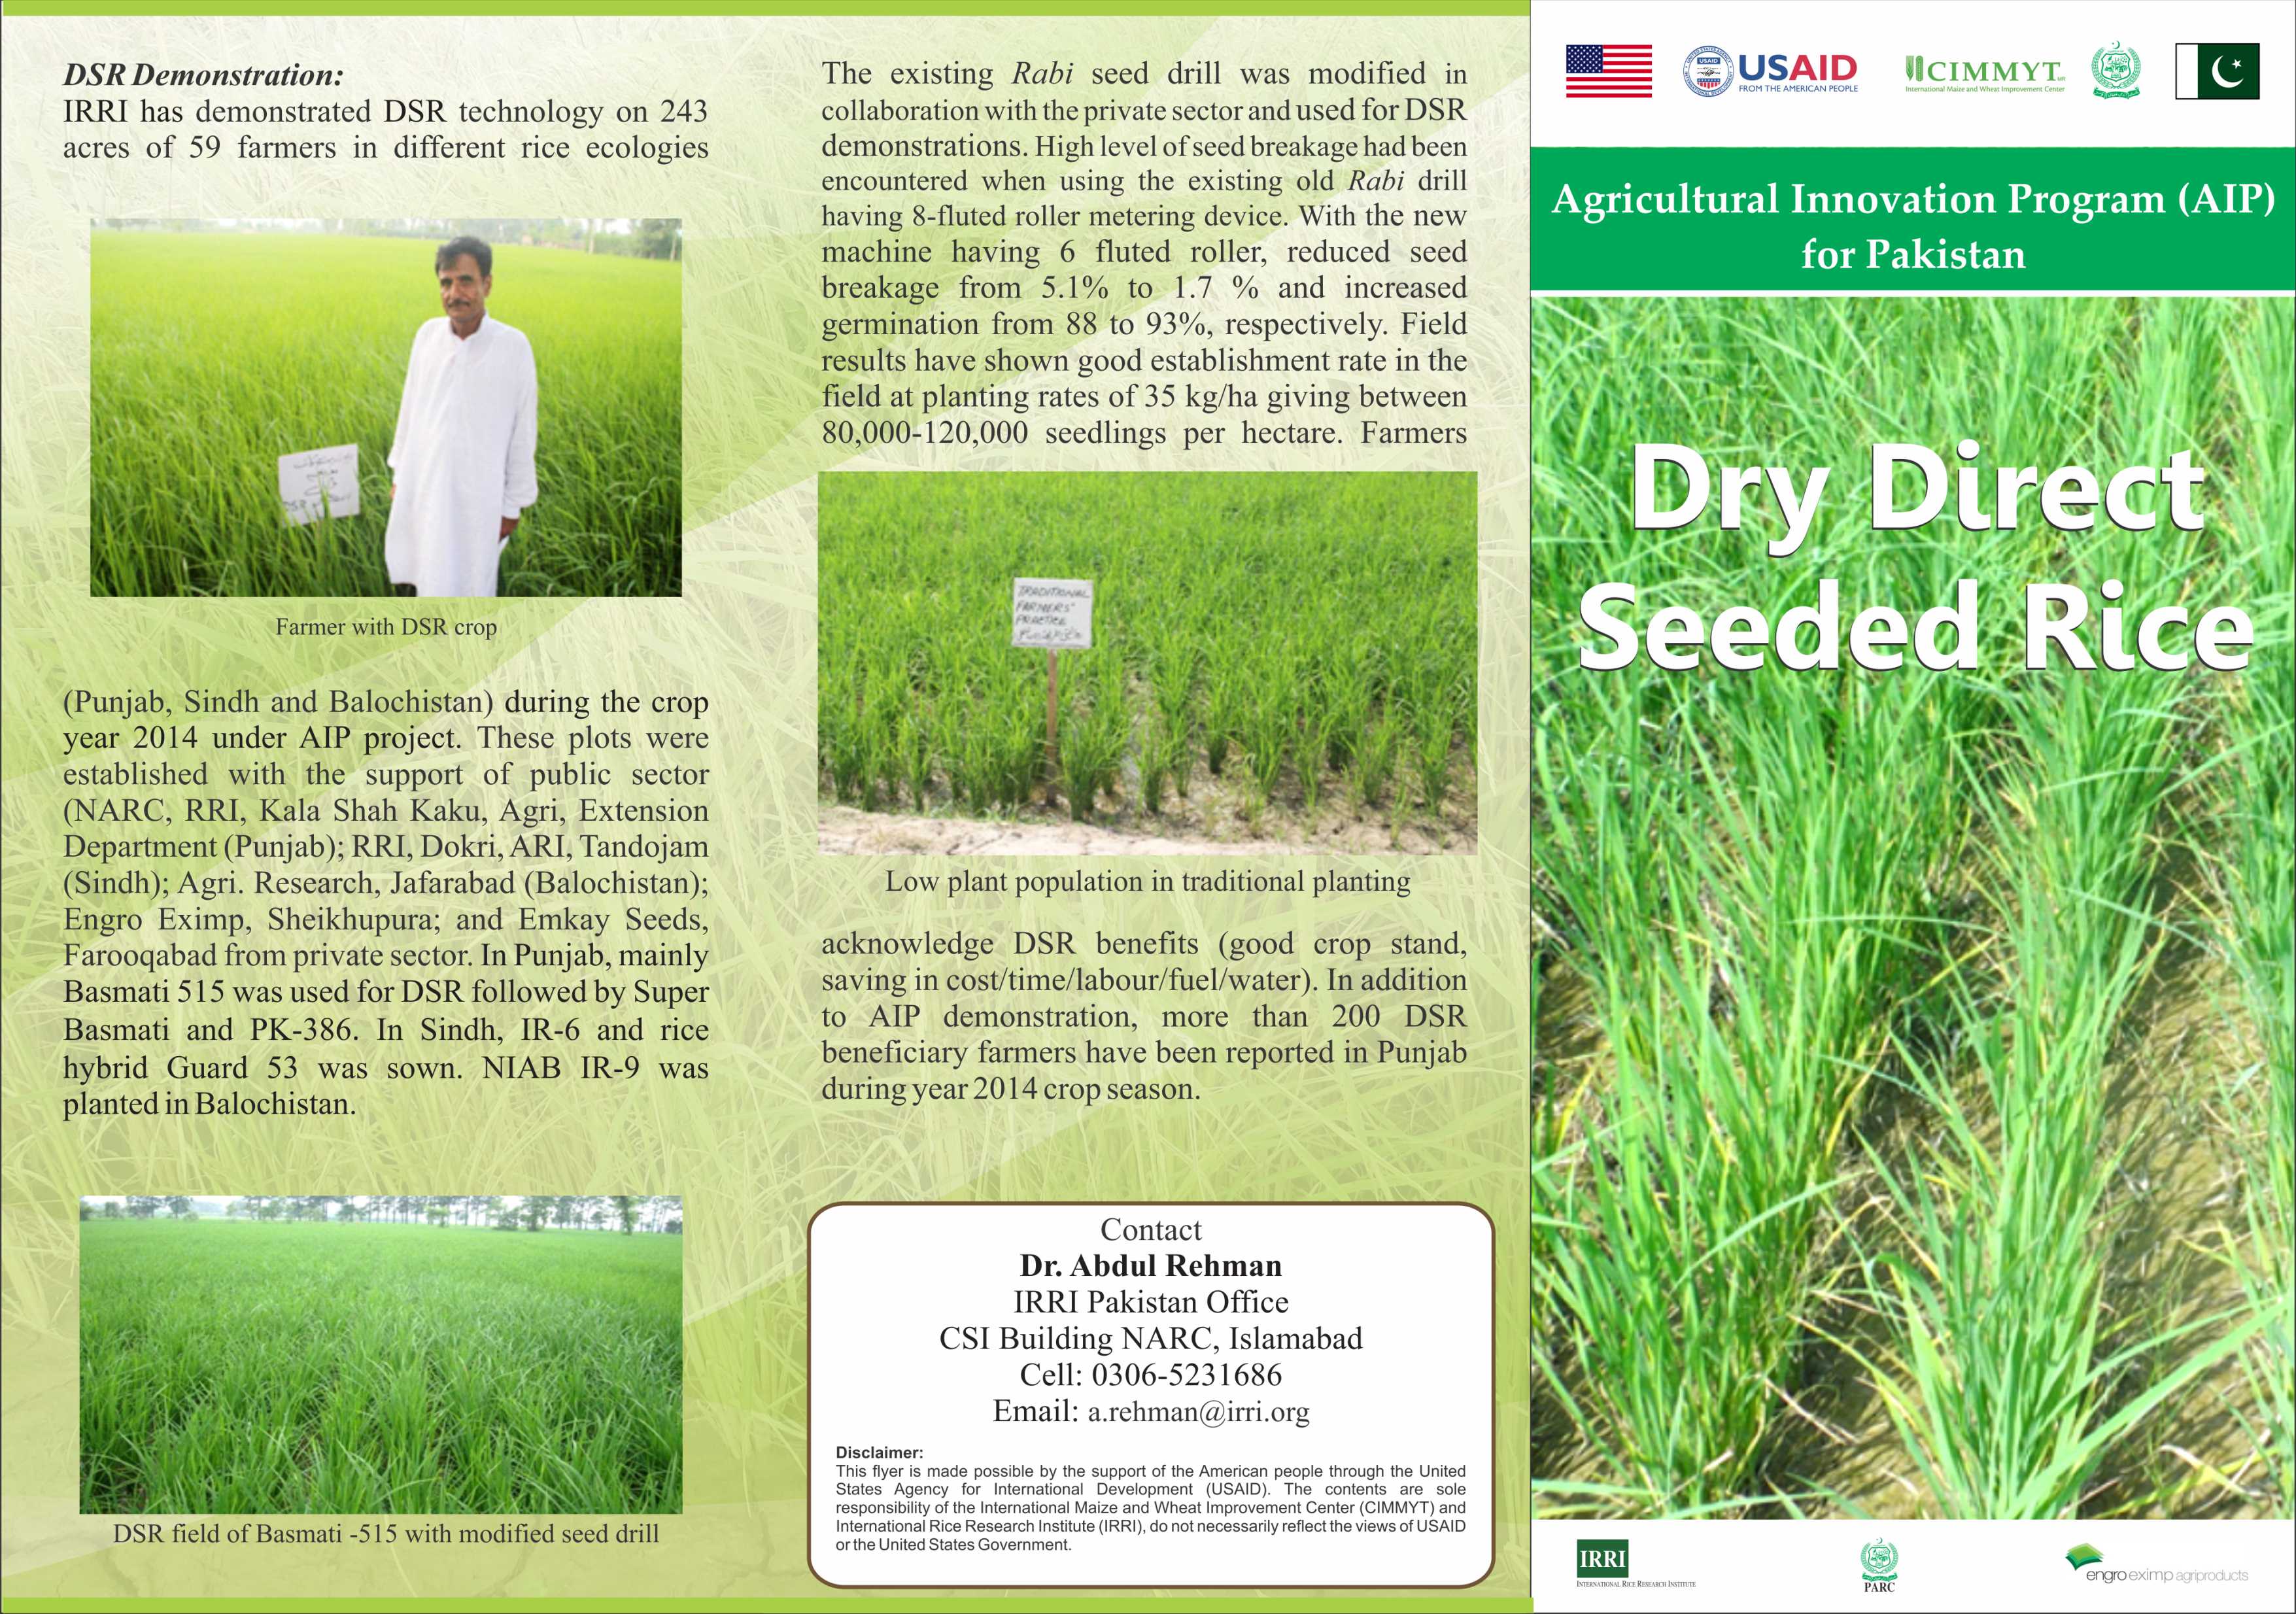 DSR Demonstration:
IRRI has demonstrated DSR technology on 243
acres of 59 farmers in different rice ecologies
Farmer with DSR crop
(Punjab, Sindh and Balochistan) during the crop
year 2014 under AIP project. These plots were
established with the support of public sector
(NARC, RRI, Kala Shah Kaku, Agri, Extension
Department (Punjab); RRI, Dokri, ARI, Tandojam
(Sindh); Agri. Research, Jafarabad (Balochistan);
Engro Eximp, Sheikhupura; and Emkay Seeds,
Farooqabad from private sector. In Punjab, mainly
Basmati 515 was used for DSR followed by Super
Basmati and PK-386. In Sindh, IR-6 and rice
hybrid Guard 53 was sown. NIAB IR-9 was
planted in Balochistan.
DSR field of Basmati -515 with modified seed drill
The existing Rabi seed drill was modified in
collaboration with the private sector and used for DSR
demonstrations. High level of seed breakage had been
encountered when using the existing old Rabi drill
having 8-fluted roller metering device. With the new
machine having 6 fluted roller, reduced seed
breakage from 5.1% to 1.7 % and increased
germination from 88 to 93%, respectively. Field
results have shown good establishment rate in the
field at planting rates of 35 kg/ha giving between
80,000-120,000 seedlings per hectare. Farmers
TRADITIONAL
FARMERS'
PRACTICE
Low plant population in traditional planting
acknowledge DSR benefits (good crop stand,
saving in cost/time/labour/fuel/water). In addition
to AIP demonstration, more than 200 DSR
beneficiary farmers have been reported in Punjab
during year 2014 crop season.
Contact
Dr. Abdul Rehman
IRRI Pakistan Office
CSI Building NARC, Islamabad
Cell: 0306-5231686
Email: a.rehman@irri.org
Disclaimer:
This flyer is made possible by the support of the American people through the United
States Agency for International Development (USAID). The contents are sole
responsibility of the International Maize and Wheat Improvement Center (CIMMYT) and
International Rice Research Institute (IRRI), do not necessarily reflect the views of USAID
or the United States Government.
USAID
USAID
FROM THE AMERICAN PEOPLE
CIMMYT
International Maize and Wheat Improvement Center
Agricultural Innovation Program (AIP)
for Pakistan
Dry Direct
Seeded Rice
IRRI
INTERNATIONAL RICE RESEARCH INSTITUTE
PARC
engro eximp agriproducts